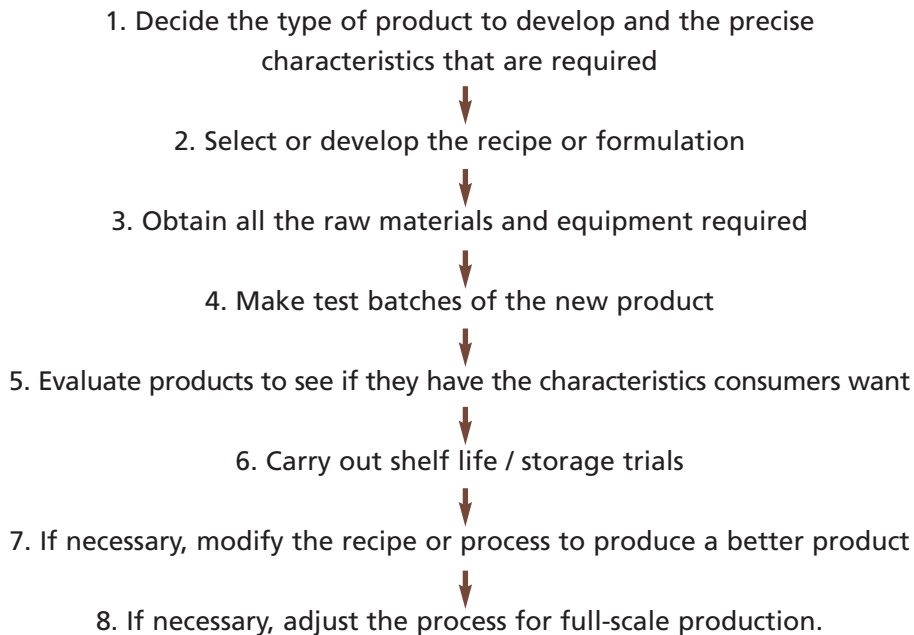 1. Decide the type of product to develop and the precise
characteristics that are required
2. Select or develop the recipe or formulation
3. Obtain all the raw materials and equipment required
4. Make test batches of the new product
5. Evaluate products to see if they have the characteristics consumers want
6. Carry out shelf life / storage trials
7. If necessary, modify the recipe or process to produce a better product
8. If necessary, adjust the process for full-scale production.